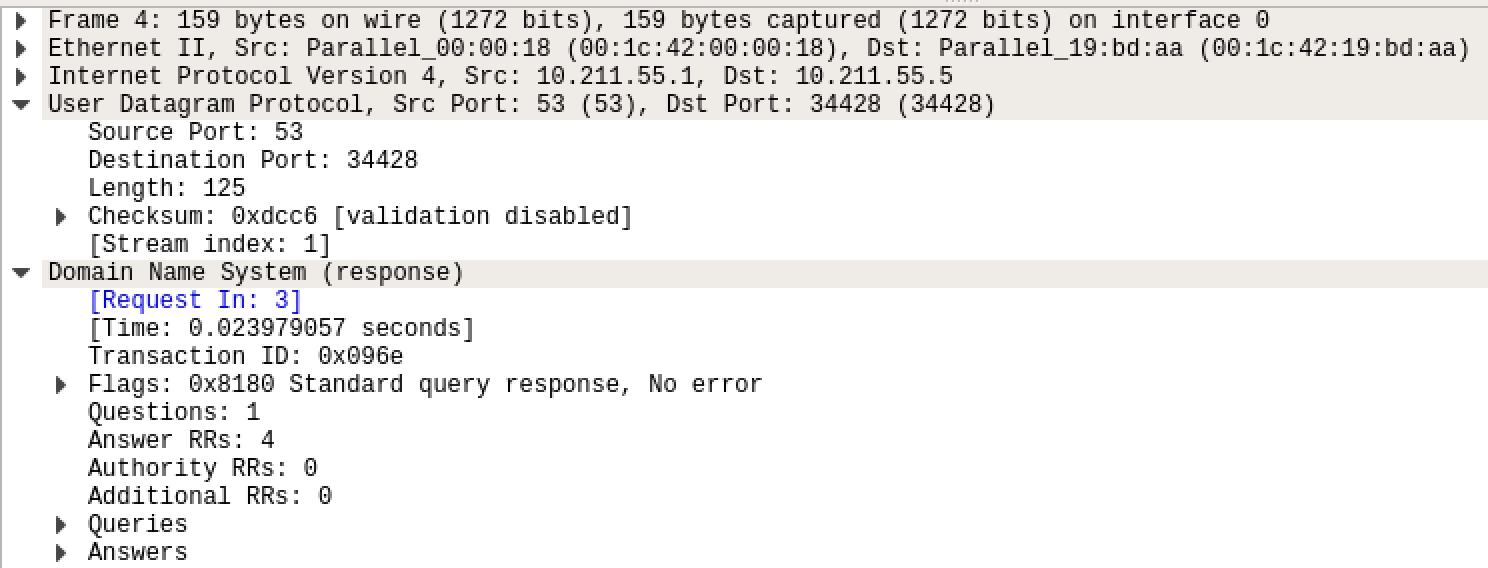 Frame 4: 159 bytes on wire (1272 bits), 159 bytes captured (1272 bits) on interface 0
Ethernet II, Src: Parallel_00:00:18 (00:1c:42:00:00:18), Dst: Parallel_19:bd:aa (00:1c:42:19:bd:aa)
Internet Protocol Version 4, Src: 10.211.55.1, Dst: 10.211.55.5
User Datagram Protocol, Src Port: 53 (53), Dst Port: 34428 (34428)
Source Port: 53
Destination Port: 34428
Length: 125
Checksum: 0xdcc6 [validation disabled]
[Stream index: 1]
Domain Name System (response)
[Request In: 3]
[Time: 0.023979057 seconds]
Transaction ID: 0x096e
Flags: 0x8180 Standard query response, No error
Questions: 1
Answer RRs: 4
Authority RRs: 0
Additional RRs: 0
Queries
Answers